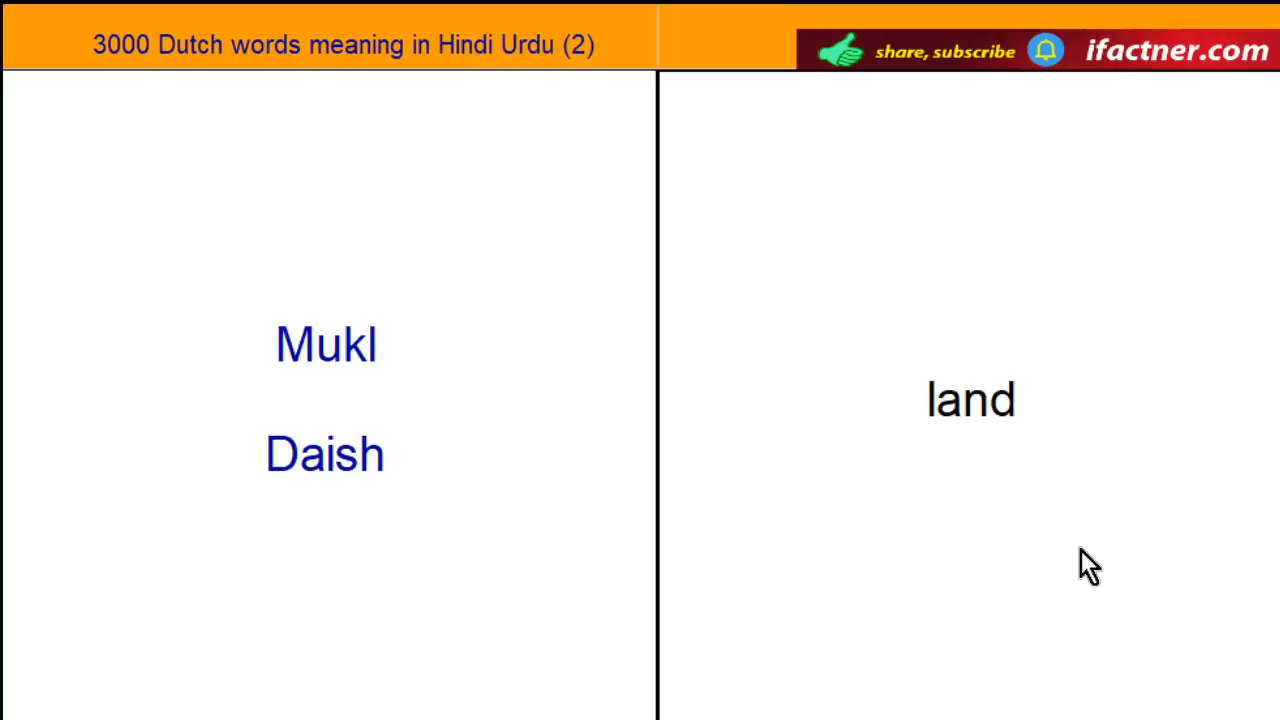 3000 Dutch words meaning in Hindi Urdu (2)
share, subscribe
ifactner.com
Mukl
Daish
land